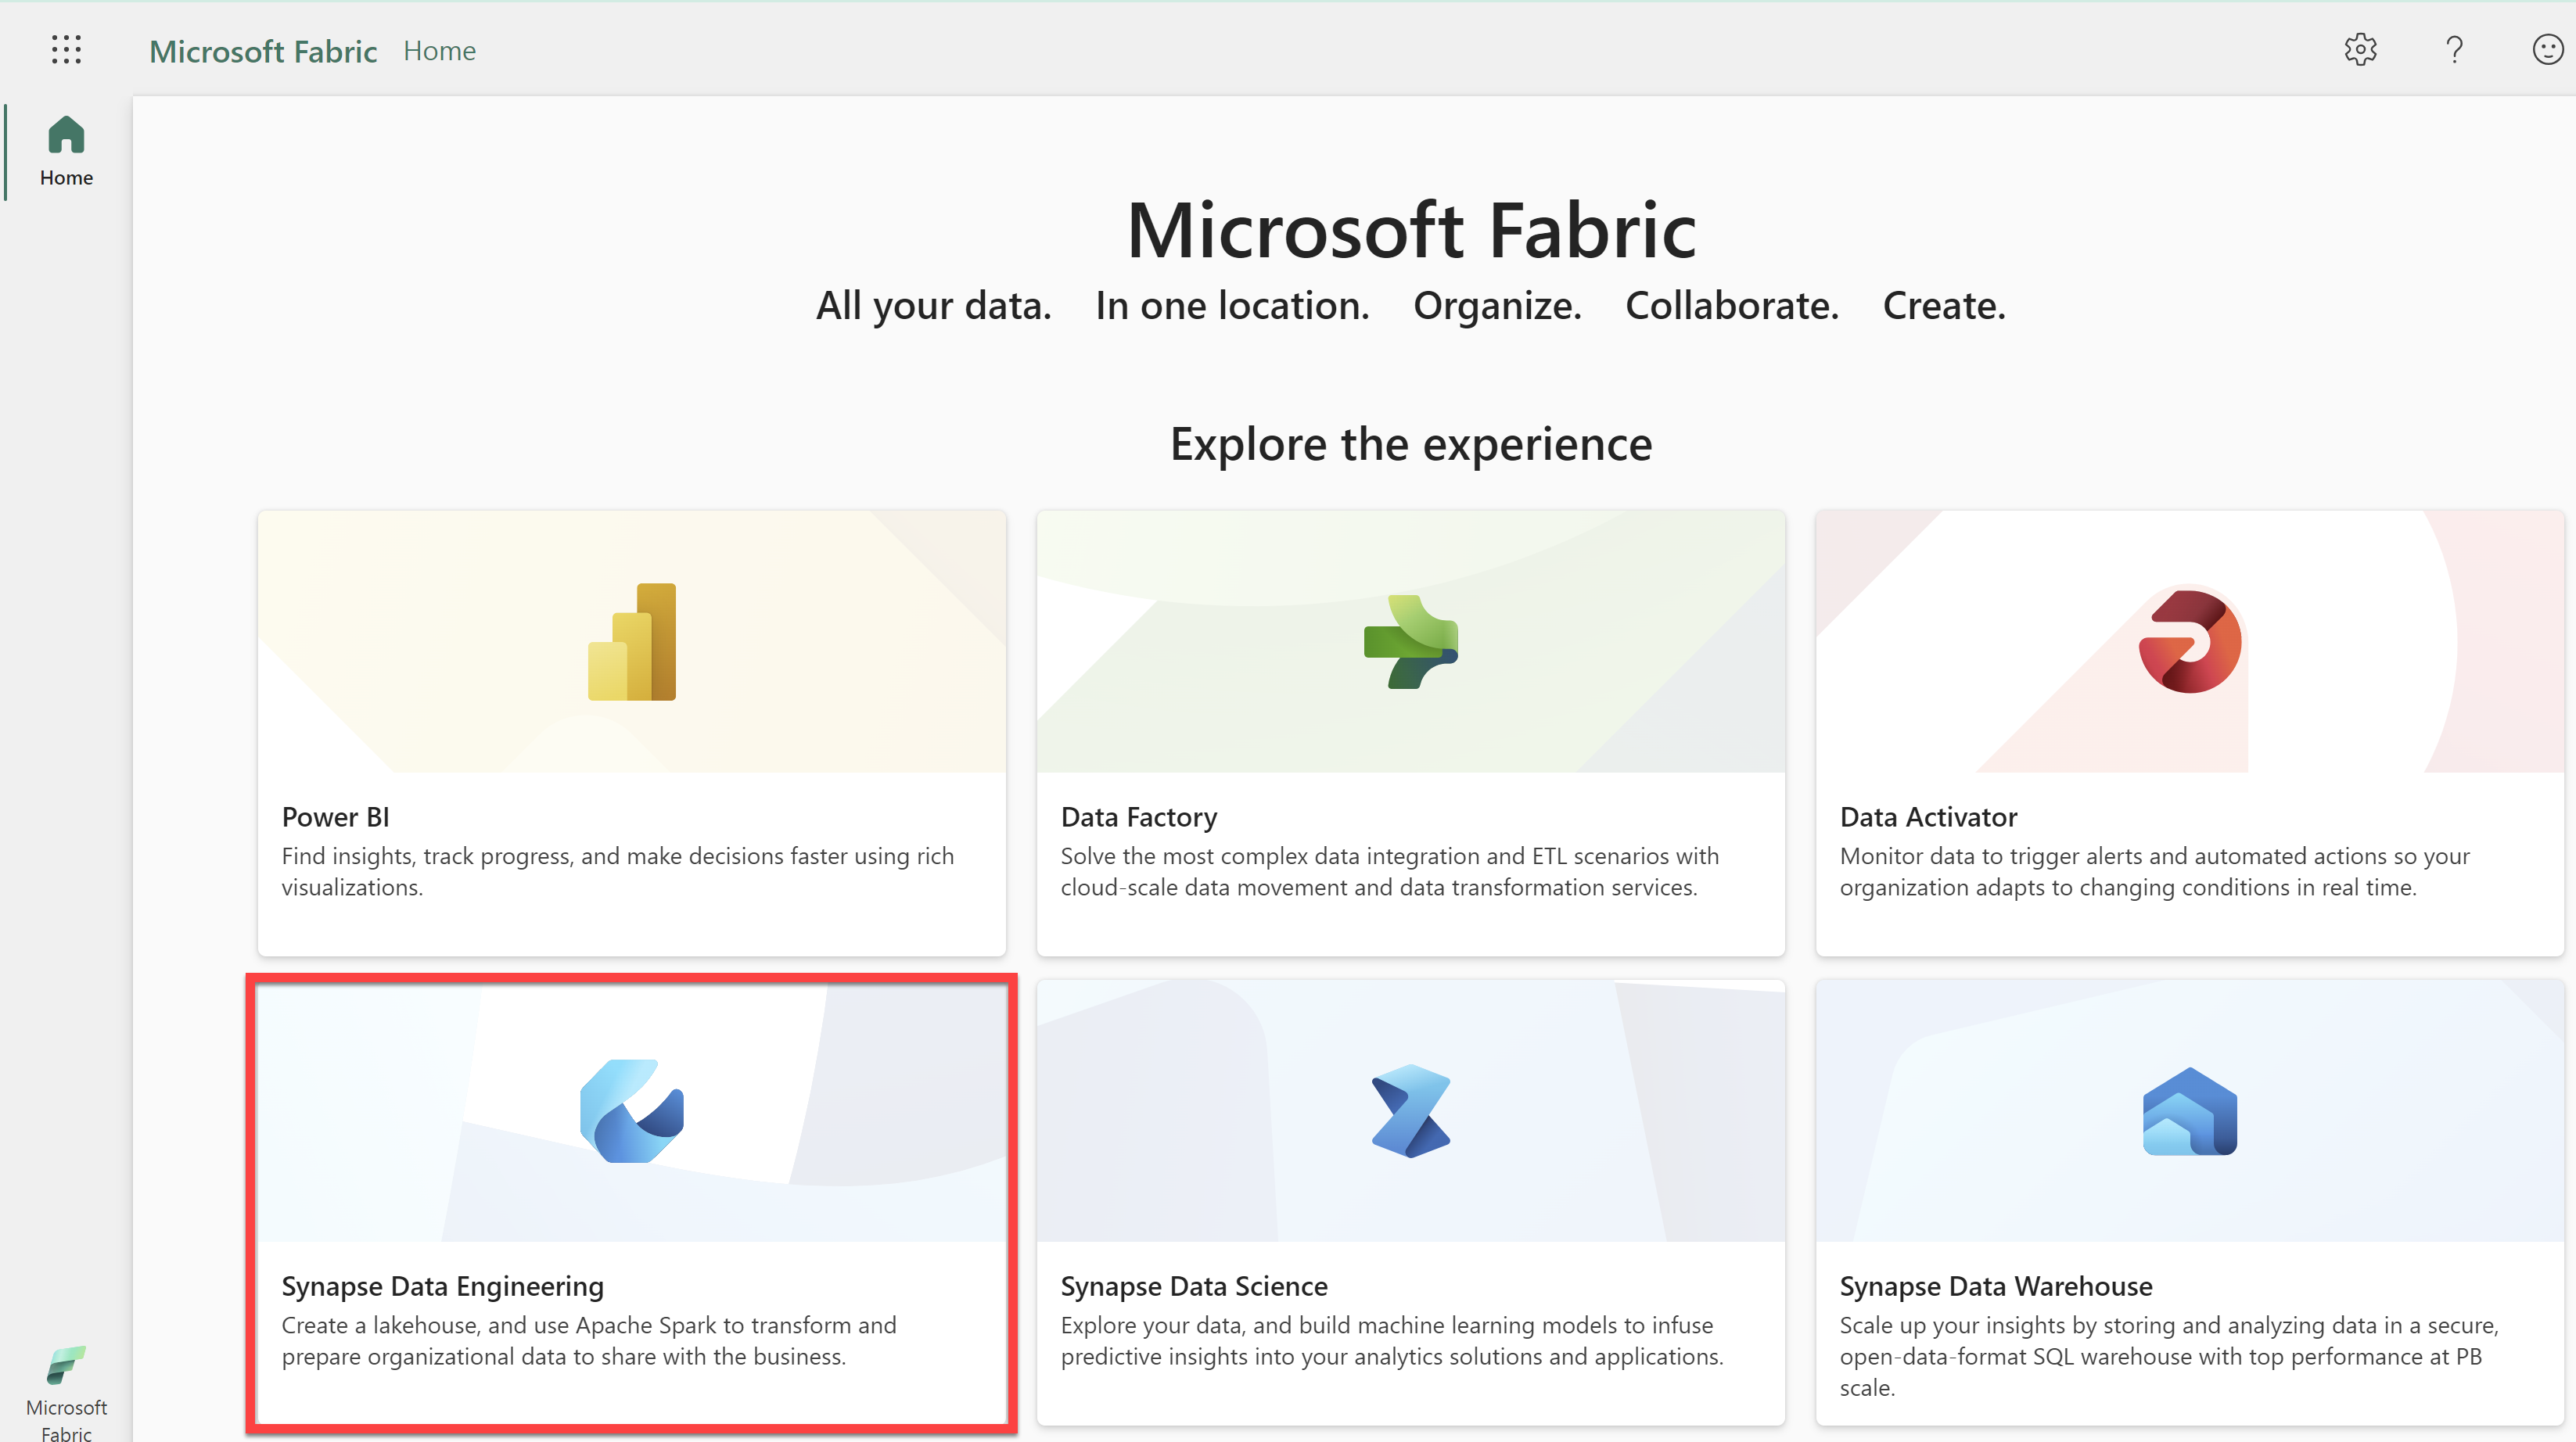 Microsoft Fabric Home
Home
Microsoft Fabric
All your data. In one location. Organize. Collaborate. Create.
Explore the experience
Power BI
Find insights, track progress, and make decisions faster using rich
visualizations.
Data Factory
Solve the most complex data integration and ETL scenarios with
cloud-scale data movement and data transformation services.
Data Activator
Monitor data to trigger alerts and automated actions so your
organization adapts to changing conditions in real time.
Synapse Data Engineering
Create a lakehouse, and use Apache Spark to transform and
prepare organizational data to share with the business.
Synapse Data Science
Explore your data, and build machine learning models to infuse
predictive insights into your analytics solutions and applications.
Synapse Data Warehouse
Scale up your insights by storing and analyzing data in a secure,
open-data-format SQL warehouse with top performance at PB
scale.
Microsoft
Fabric